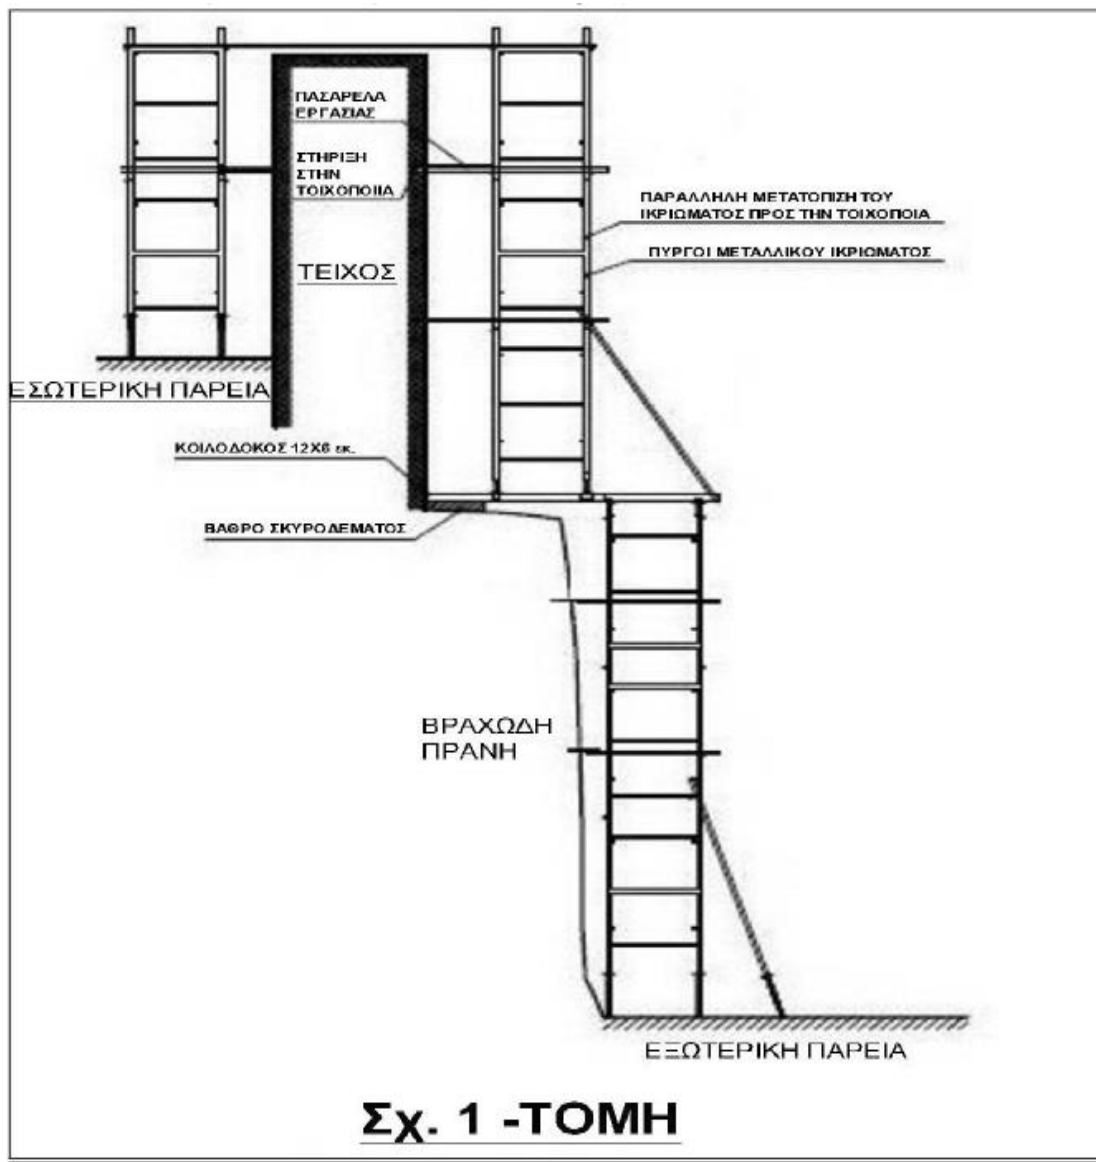 ΠΑΣΑΡΕΛΑ
ΕΡΓΑΣΙΑΣ
ΣΤΗΡΙΞΗ
ΣΤΗΝ
ΤΟΙΧΟΠΟΙΙΑ
ΠΑΡΑΛΛΗΛΗ ΜΕΤΑΤΟΠΙΣΗ ΤΟΥ
ΙΚΡΙΩΜΑΤΟΣ ΠΡΟΣ ΤΗΝ ΤΟΙΧΟΠΟΙΑ
ΠΥΡΓΟΙ ΜΕΤΑΛΛΙΚΟΥ ΙΚΡΙΩΜΑΤΟΣ
ΤΕΙΧΟΣ
ΕΣΩΤΕΡΙΚΗ ΠΑΡΕΙΑ
ΚΟΙΛΟΔΟΚΟΣ 12Χ6 εκ.
ΒΑΘΡΟ ΣΚΥΡΟΔΕΜΑΤΟΣ
ΒΡΑΧΩΔΗ
ΠΡΑΝΗ
ΕΞΩΤΕΡΙΚΗ ΠΑΡΕΙΑ
Σχ. 1 -ΤΟΜΗ